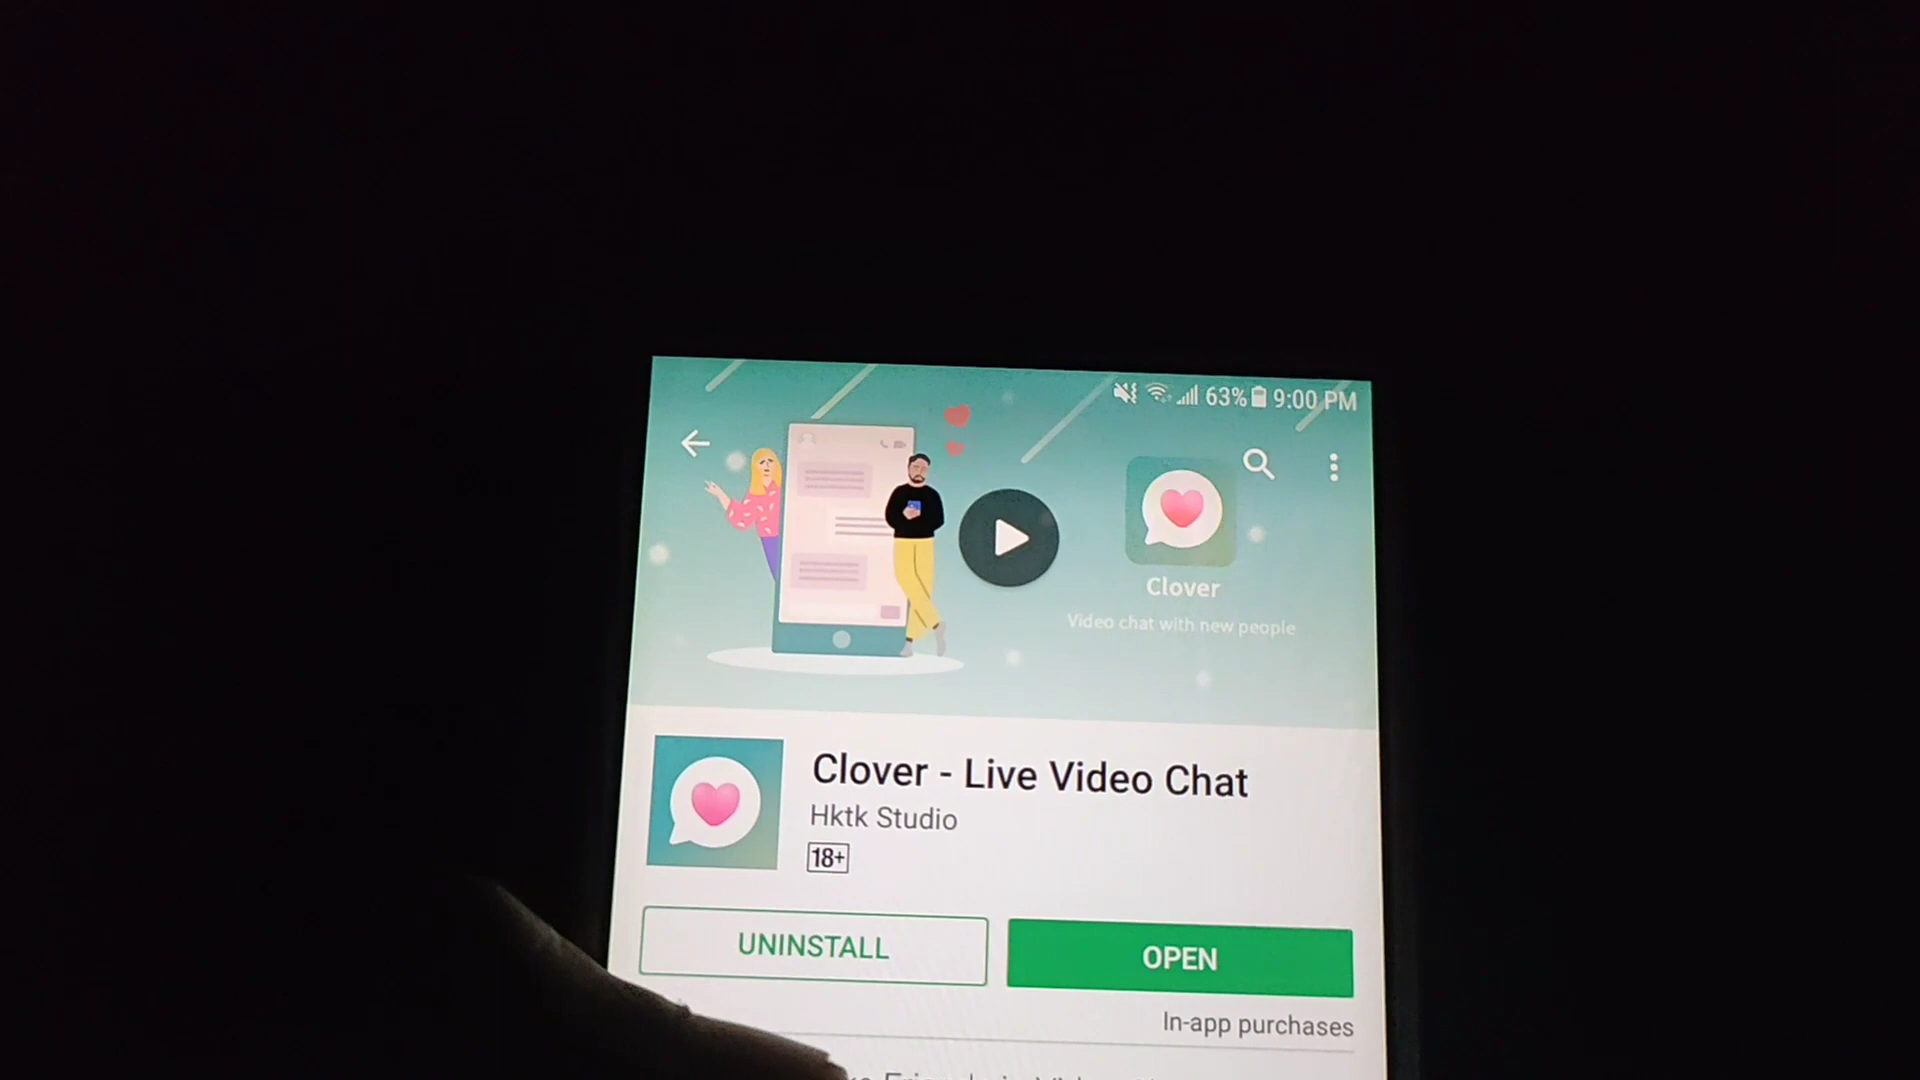 63% 9:00 PM
Clover
Video chat with new people
Clover - Live Video Chat
Hktk Studio
18+
UNINSTALL
OPEN
In-app purchases